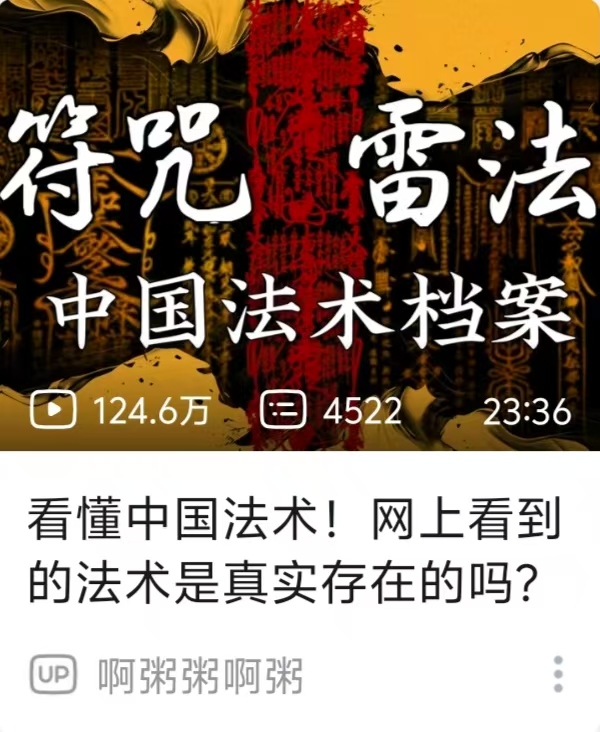 符咒 雷法
中国法术档案
124.6万 4522 23:36
看懂中国法术！网上看到
的法术是真实存在的吗？
UP 啊粥粥啊粥